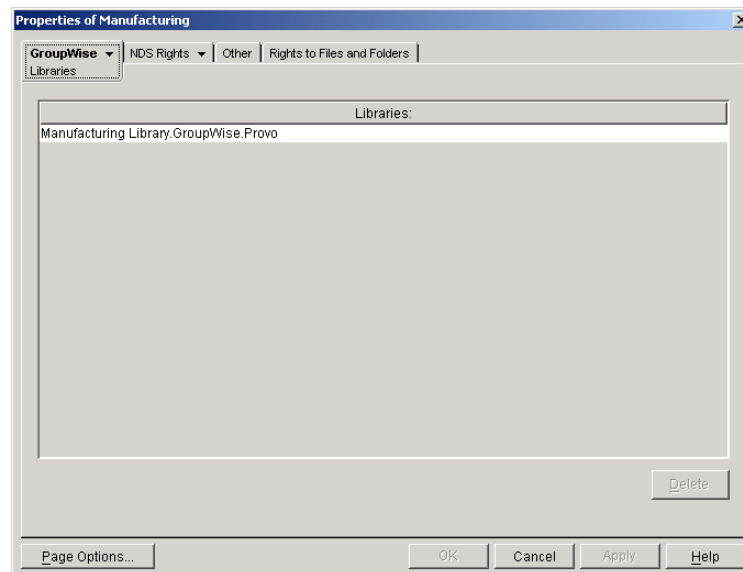 Properties of Manufacturing
GroupWise NDS Rights Other Rights to Files and Folders
Libraries
Libraries:
Manufacturing Library.GroupWise.Provo
Delete
Page Options... OK Cancel Apply Help